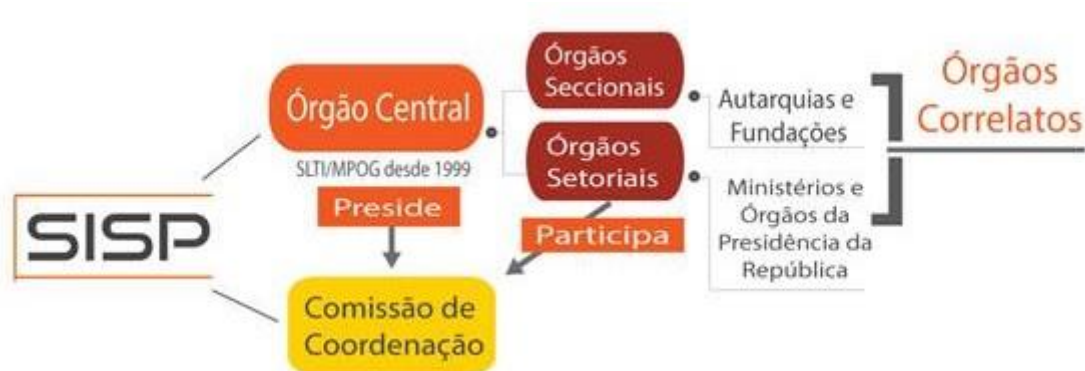 SISP
Órgão Central
SLTI/MPOG desde 1999
Preside
Comissão de
Coordenação
Órgãos
Seccionais
Órgãos
Setoriais
Participa
Autarquias e
Fundações
Ministérios e
Órgãos da
Presidência da
República
Órgãos
Correlatos